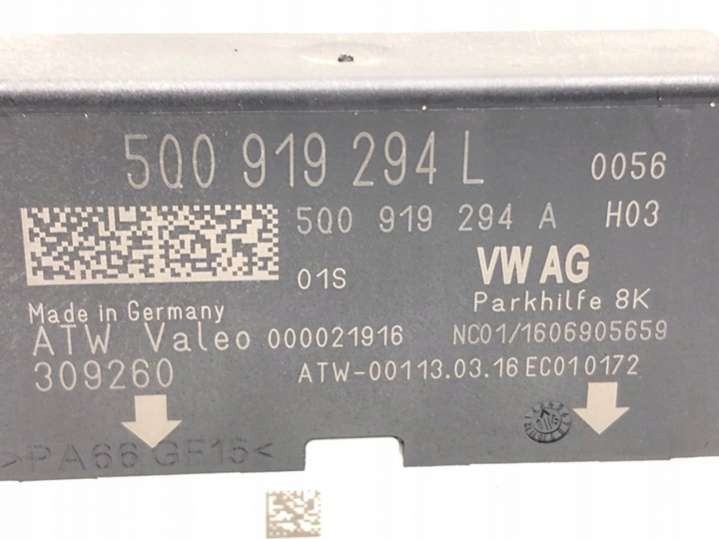 5Q0 919 294 L 0056
5Q0 919 294 A H03
01S VW AG
Made in Germany Parkhilfe 8K
ATW Valeo 000021916 NC01/1606905659
309260 ATW-00113.03.16 EC010172
>PA66 GF15<